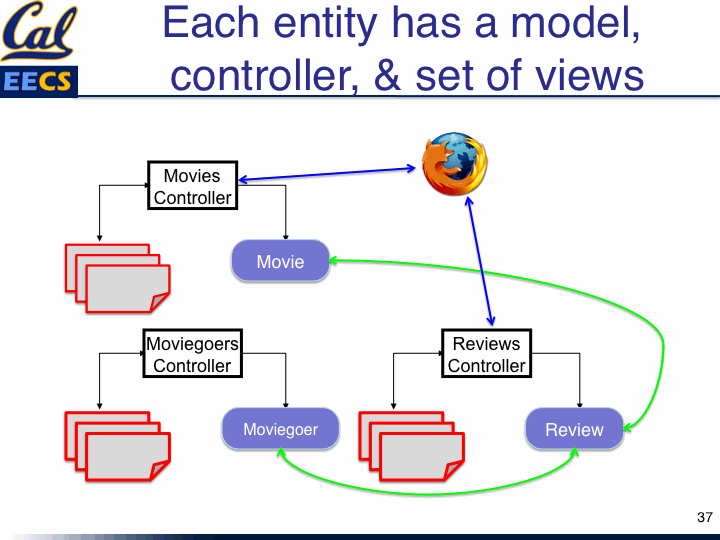 Cal
EECS
Each entity has a model,
controller, & set of views
Movies
Controller
Movie
Moviegoers
Controller
Reviews
Controller
Moviegoer
Review
37